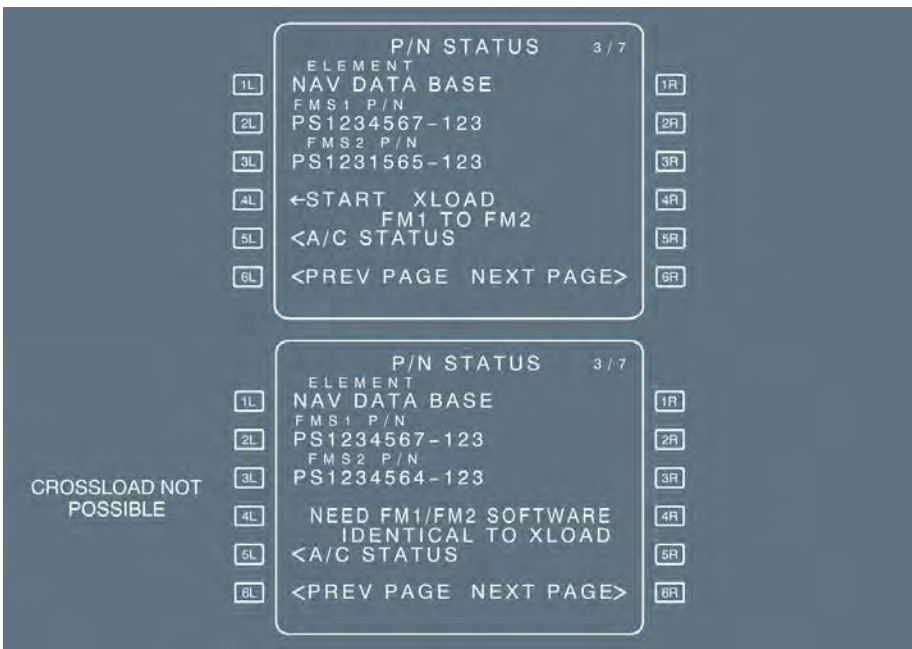 P/N STATUS 3/7
ELEMENT
1L NAV DATA BASE 1R
FMS1 P/N
2L PS1234567-123 2R
FMS2 P/N
3L PS1231565-123 3R
4L ←START XLOAD 4R
FM1 TO FM2
5L <A/C STATUS 5R
6L <PREV PAGE NEXT PAGE> 6R
P/N STATUS 3/7
ELEMENT
1L NAV DATA BASE 1R
FMS1 P/N
2L PS1234567-123 2R
FMS2 P/N
3L PS1234564-123 3R
CROSSLOAD NOT
POSSIBLE
4L NEED FM1/FM2 SOFTWARE 4R
IDENTICAL TO XLOAD
5L <A/C STATUS 5R
6L <PREV PAGE NEXT PAGE> 6R